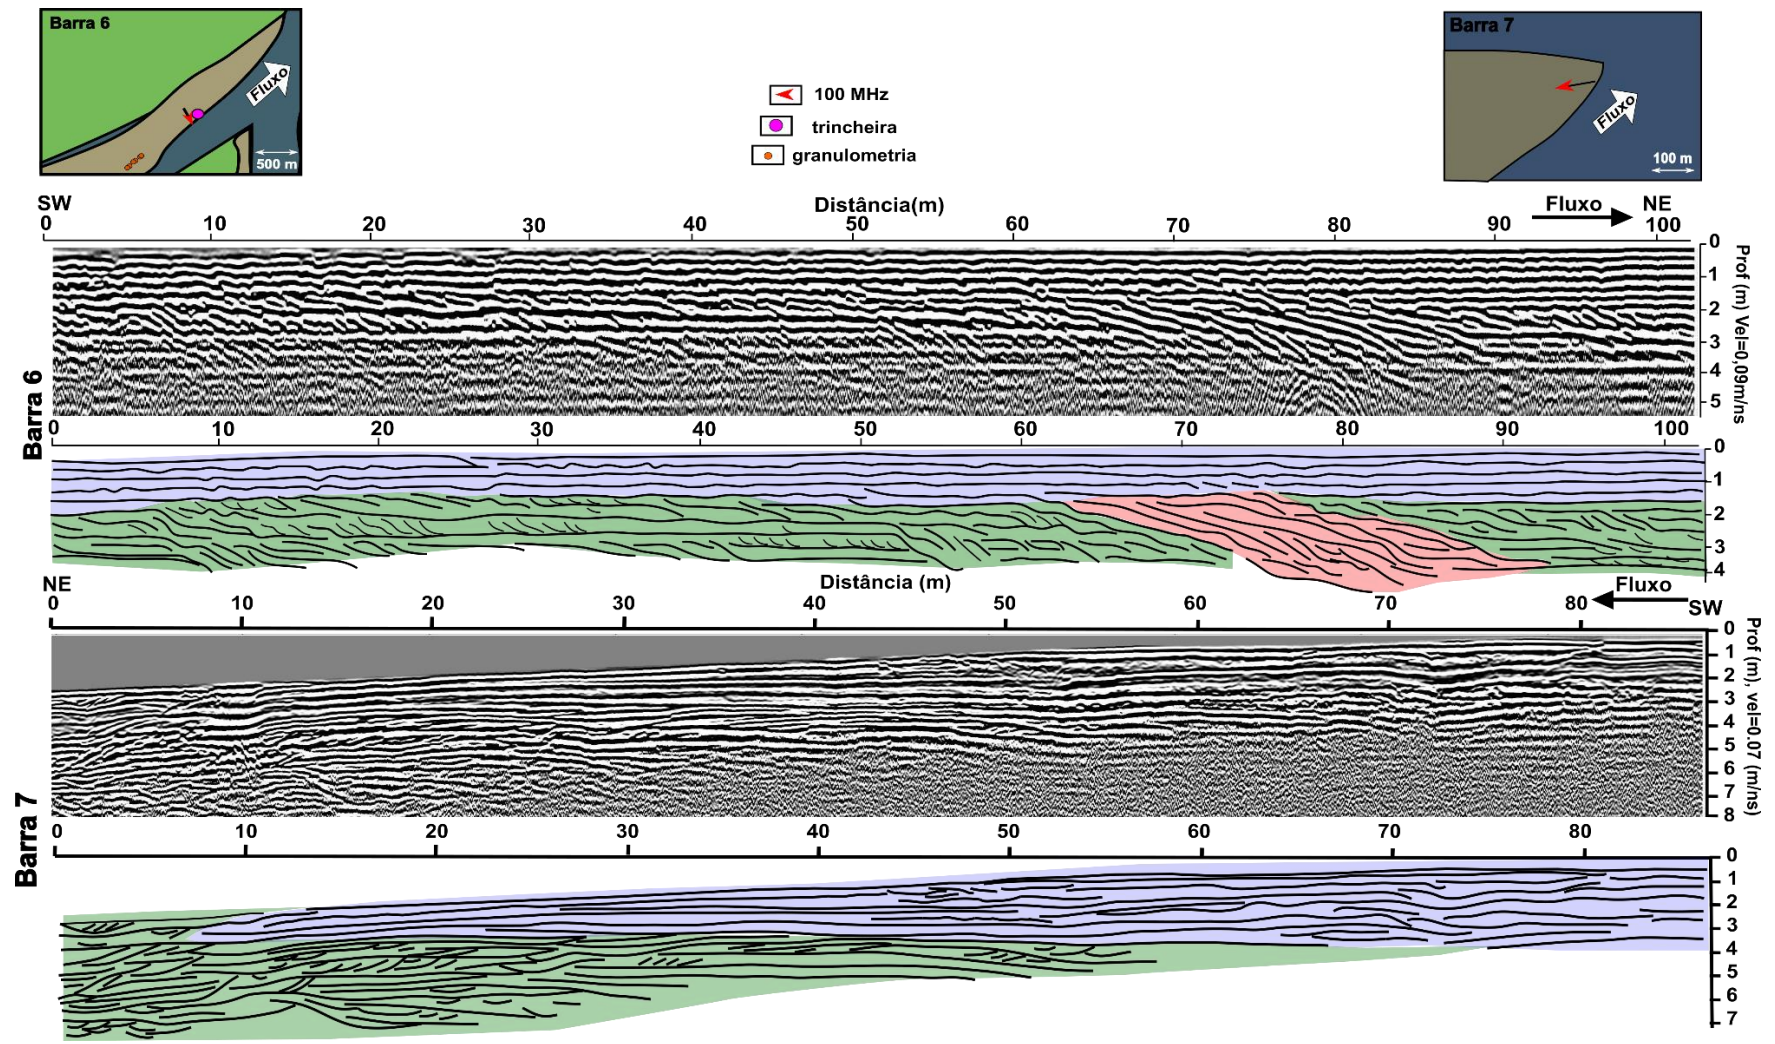 Barra 6
Fluxo
500 m
100 MHz
trincheira
granulometria
Barra 7
Fluxo
100 m
SW Distância(m) Fluxo NE
0 10 20 30 40 50 60 70 80 90 100
0
1
2
3
4
5
Prof (m) Vel=0,09m/ns
Barra 6
0 10 20 30 40 50 60 70 80 90 100
0
1
2
3
4
NE Distância (m) Fluxo SW
0 10 20 30 40 50 60 70 80
0
1
2
3
4
5
6
7
8
Prof (m), vel=0.07 (m/ns)
Barra 7
0 10 20 30 40 50 60 70 80
0
1
2
3
4
5
6
7